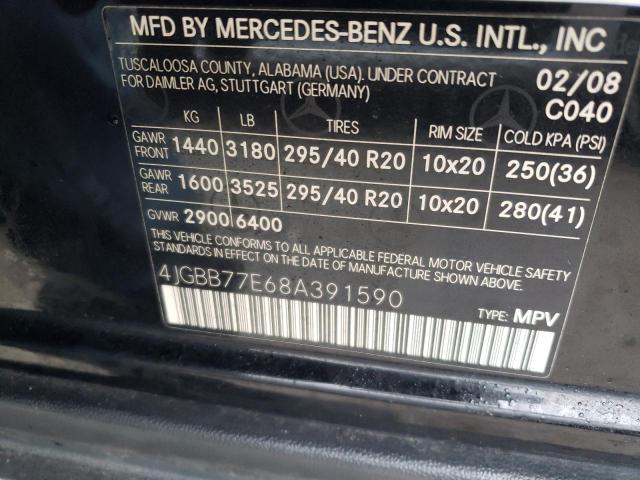 MFD BY MERCEDES-BENZ U.S. INTL., INC
TUSCALOOSA COUNTY, ALABAMA (USA). UNDER CONTRACT 02/08
FOR DAIMLER AG, STUTTGART (GERMANY) C040
KG LB TIRES RIM SIZE COLD KPA (PSI)
GAWR FRONT 1440 3180 295/40 R20 10x20 250(36)
GAWR REAR 1600 3525 295/40 R20 10x20 280(41)
GVWR 2900 6400
THIS VEHICLE CONFORMS TO ALL APPLICABLE FEDERAL MOTOR VEHICLE SAFETY
STANDARDS IN EFFECT ON THE DATE OF MANUFACTURE SHOWN ABOVE.
4JGBB77E68A391590
TYPE: MPV